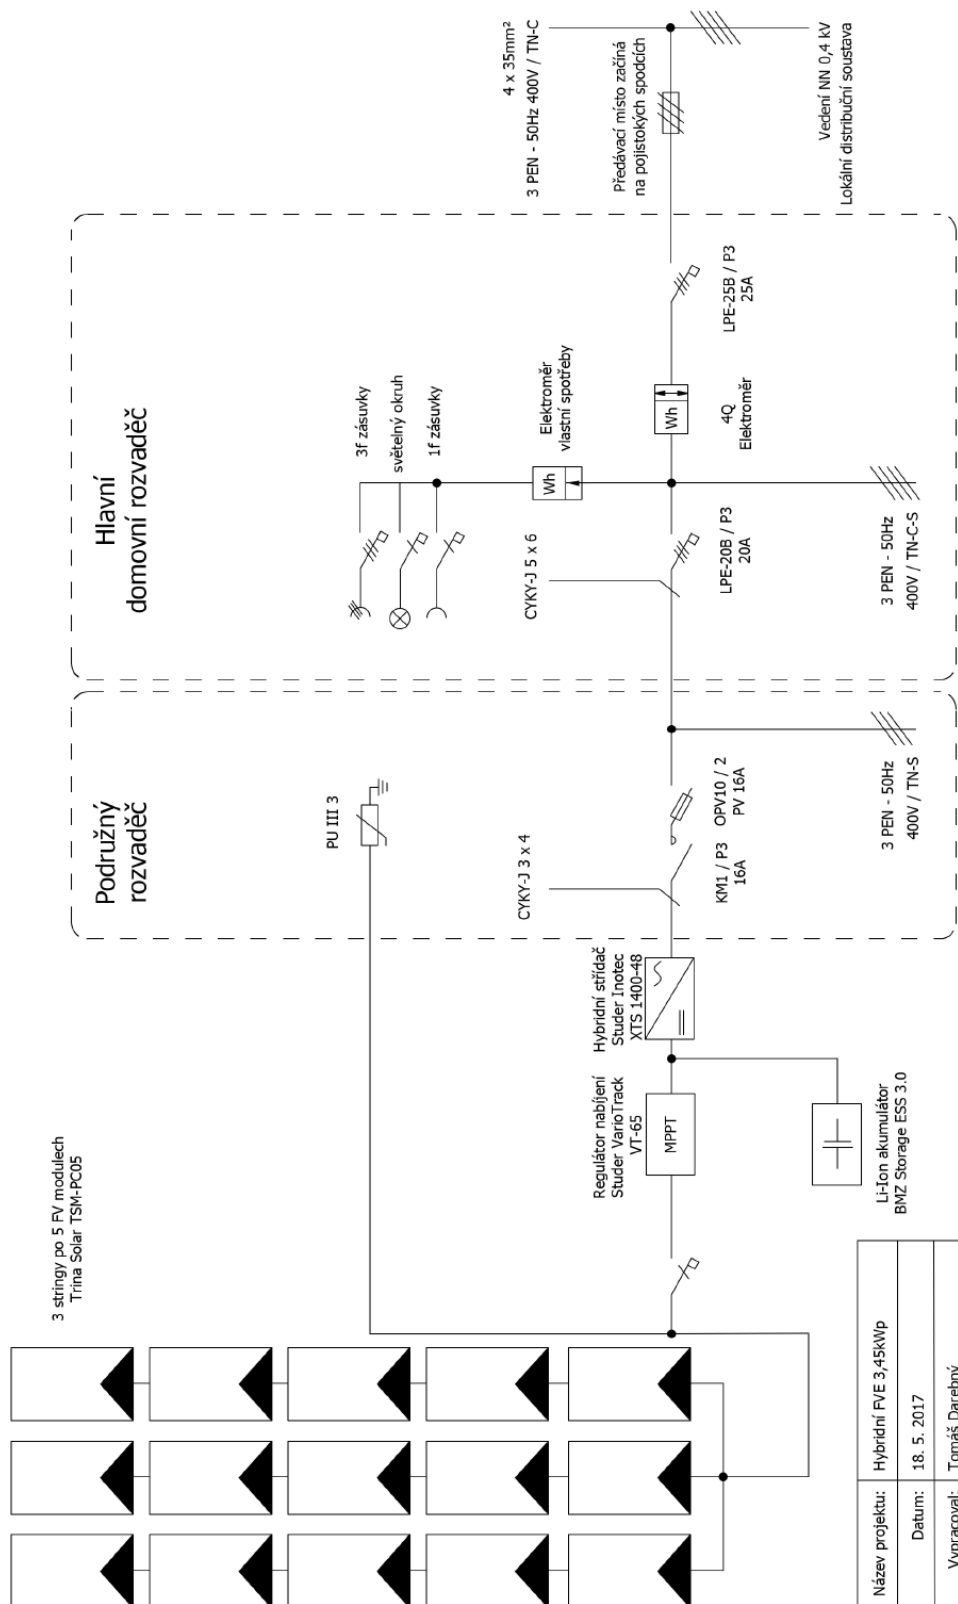 3 stringy po 5 FV modulech
Trina Solar TSM-PC05
Podružný
rozvaděč
Hlavní
domovní rozvaděč
PU III 3
3f zásuvky
světelný okruh
1f zásuvky
4 x 35mm²
3 PEN - 50Hz 400V / TN-C
CYKY-J 3 x 4
CYKY-J 5 x 6
Elektroměr
vlastní spotřeby
Wh
Předávací místo začíná
na pojistokých spodcích
Regulátor nabíjení
Studer VarioTrack
VT-65
MPPT
Hybridní střídač
Studer Inotec
XTS 1400-48
KM1 / P3
16A
OPV10 / 2
PV 16A
LPE-20B / P3
20A
Wh
4Q
Elektroměr
LPE-25B / P3
25A
Li-Ion akumulátor
BMZ Storage ESS 3.0
3 PEN - 50Hz
400V / TN-S
3 PEN - 50Hz
400V / TN-C-S
Vedení NN 0,4 kV
Lokální distribuční soustava
Název projektu: Hybridní FVE 3,45kWp
Datum: 18. 5. 2017
Vypracoval: Tomáš Darebný